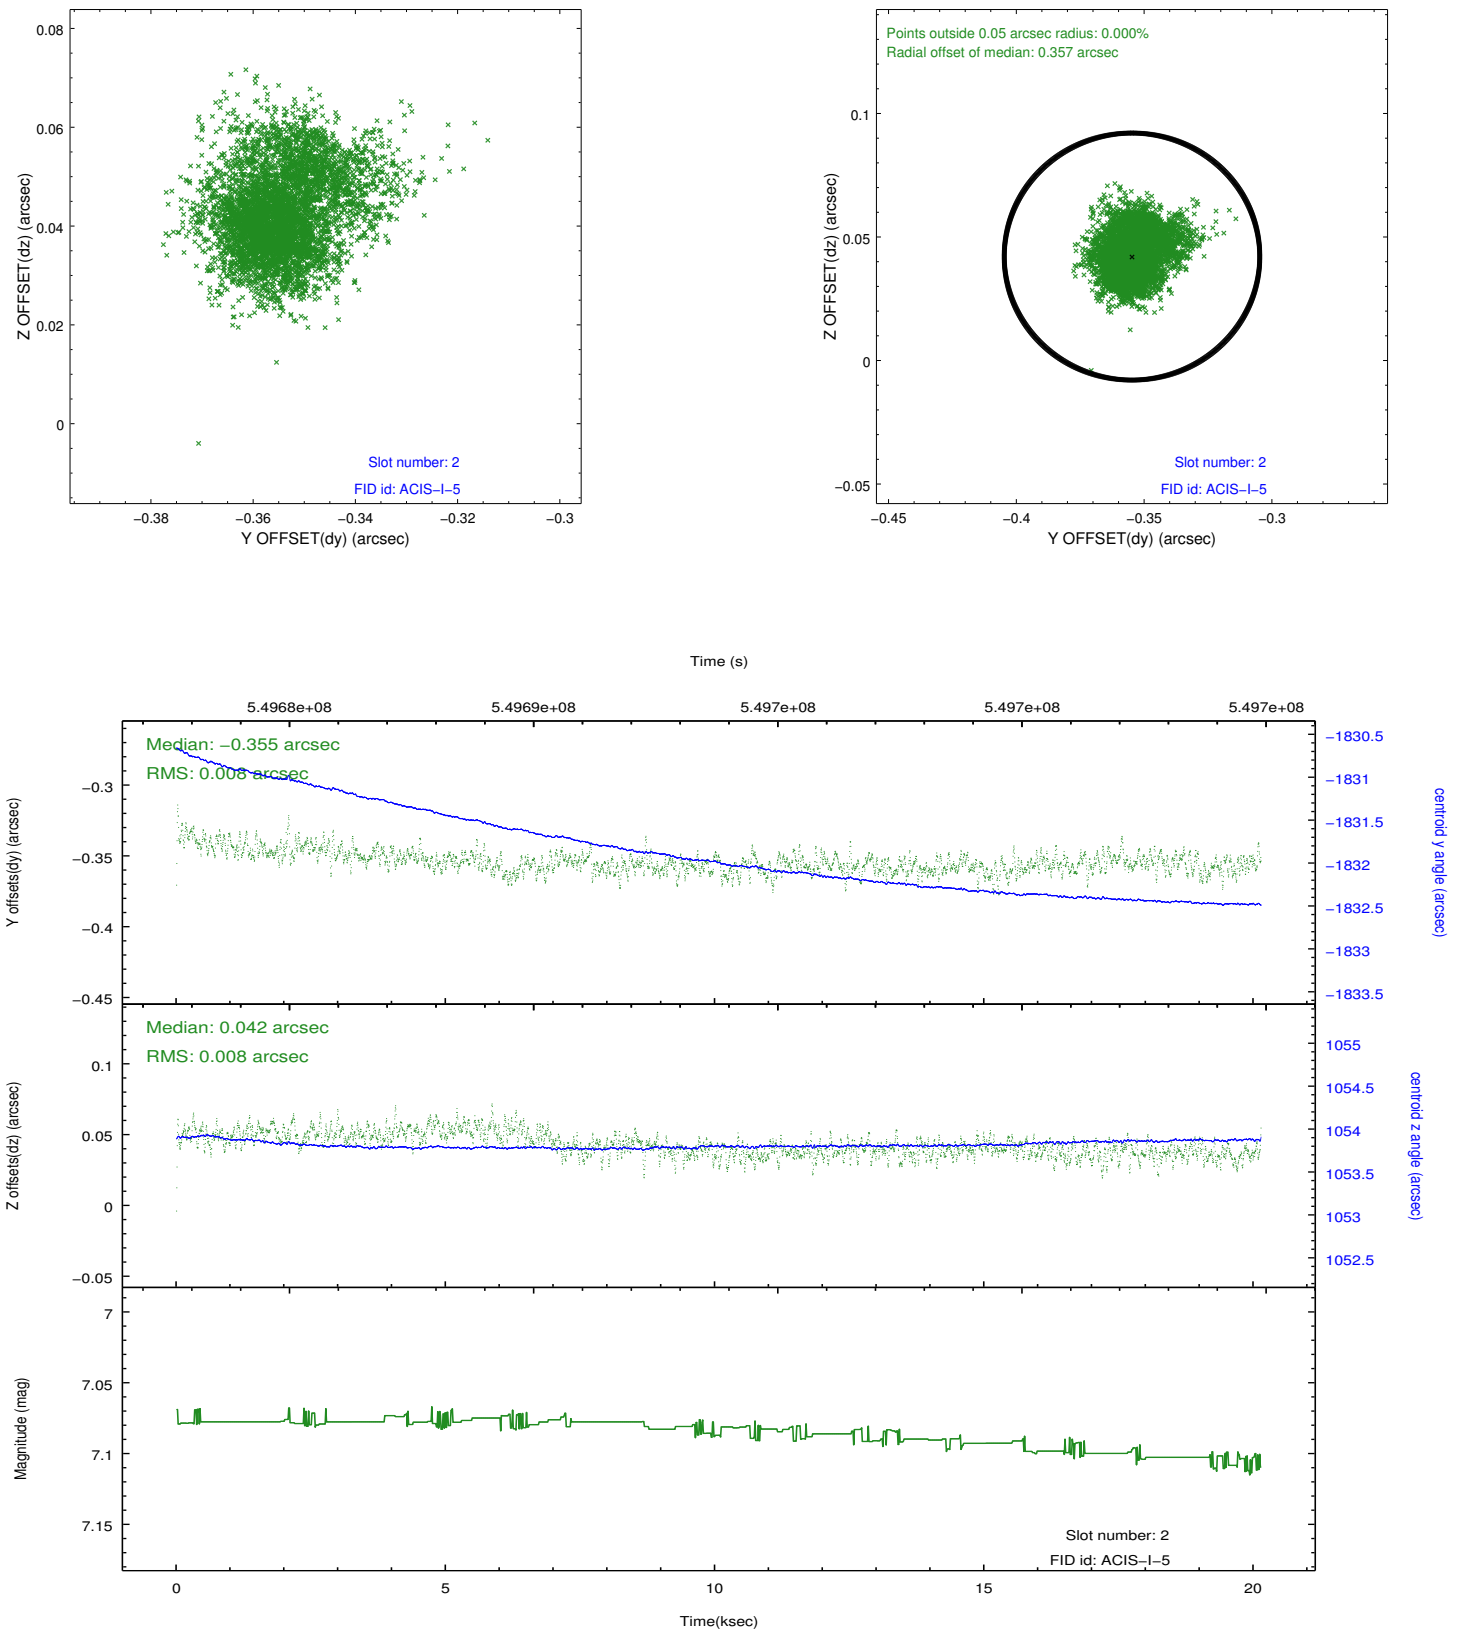 0.08
0.06
0.04
0.02
0
Z OFFSET(dz) (arcsec)
Slot number: 2
FID id: ACIS−I−5
−0.38 −0.36 −0.34 −0.32 −0.3
Y OFFSET(dy) (arcsec)
Points outside 0.05 arcsec radius: 0.000%
Radial offset of median: 0.357 arcsec
0.1
0.05
0
−0.05
Z OFFSET(dz) (arcsec)
Slot number: 2
FID id: ACIS−I−5
−0.45 −0.4 −0.35 −0.3
Y OFFSET(dy) (arcsec)
Time (s)
5.4968e+08 5.4969e+08 5.497e+08 5.497e+08 5.497e+08
Median: −0.355 arcsec
RMS: 0.008 arcsec
−0.3
−0.35
−0.4
−0.45
Y offsets(dy) (arcsec)
−1830.5
−1831
−1831.5
−1832
−1832.5
−1833
−1833.5
centroid y angle (arcsec)
Median: 0.042 arcsec
RMS: 0.008 arcsec
0.1
0.05
0
−0.05
Z offsets(dz) (arcsec)
1055
1054.5
1054
1053.5
1053
1052.5
centroid z angle (arcsec)
7
7.05
7.1
7.15
Magnitude (mag)
Slot number: 2
FID id: ACIS−I−5
0 5 10 15 20
Time(ksec)